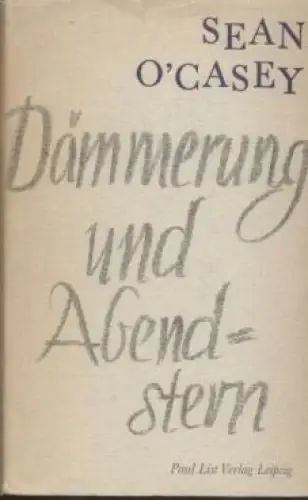 SEAN
O'CASEY
Dämmerung
und
Abend=
stern
Paul List Verlag Leipzig